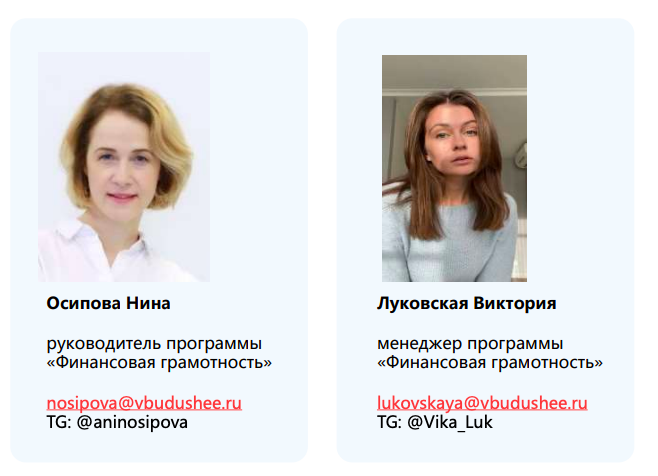 Осипова Нина
руководитель программы
«Финансовая грамотность»
nosipova@vbudushee.ru
TG: @aninosipova
Луковская Виктория
менеджер программы
«Финансовая грамотность»
lukovskaya@vbudushee.ru
TG: @Vika_Luk